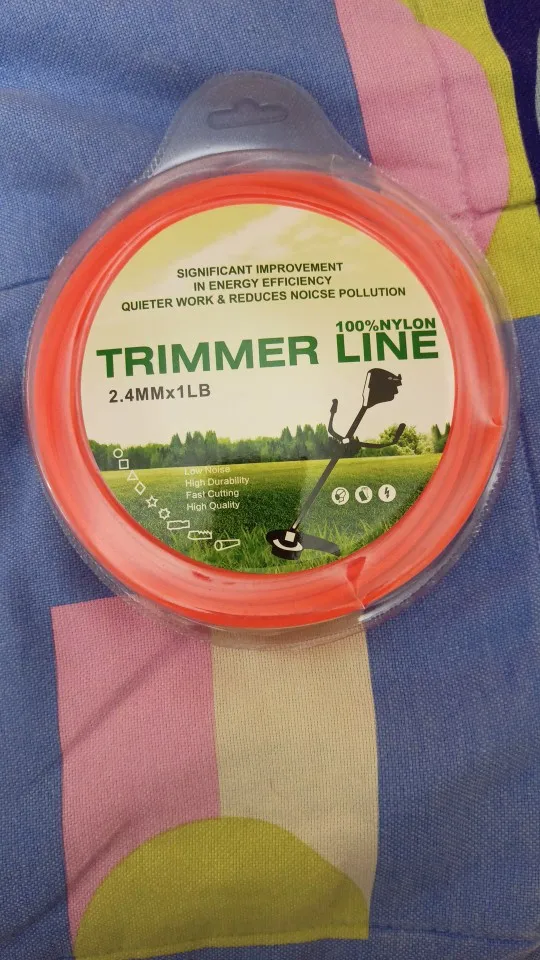 SIGNIFICANT IMPROVEMENT
IN ENERGY EFFICIENCY
QUIETER WORK & REDUCES NOICSE POLLUTION
100%NYLON
TRIMMER LINE
2.4MMx1LB
Low Noise
High Durability
Fast Cutting
High Quality